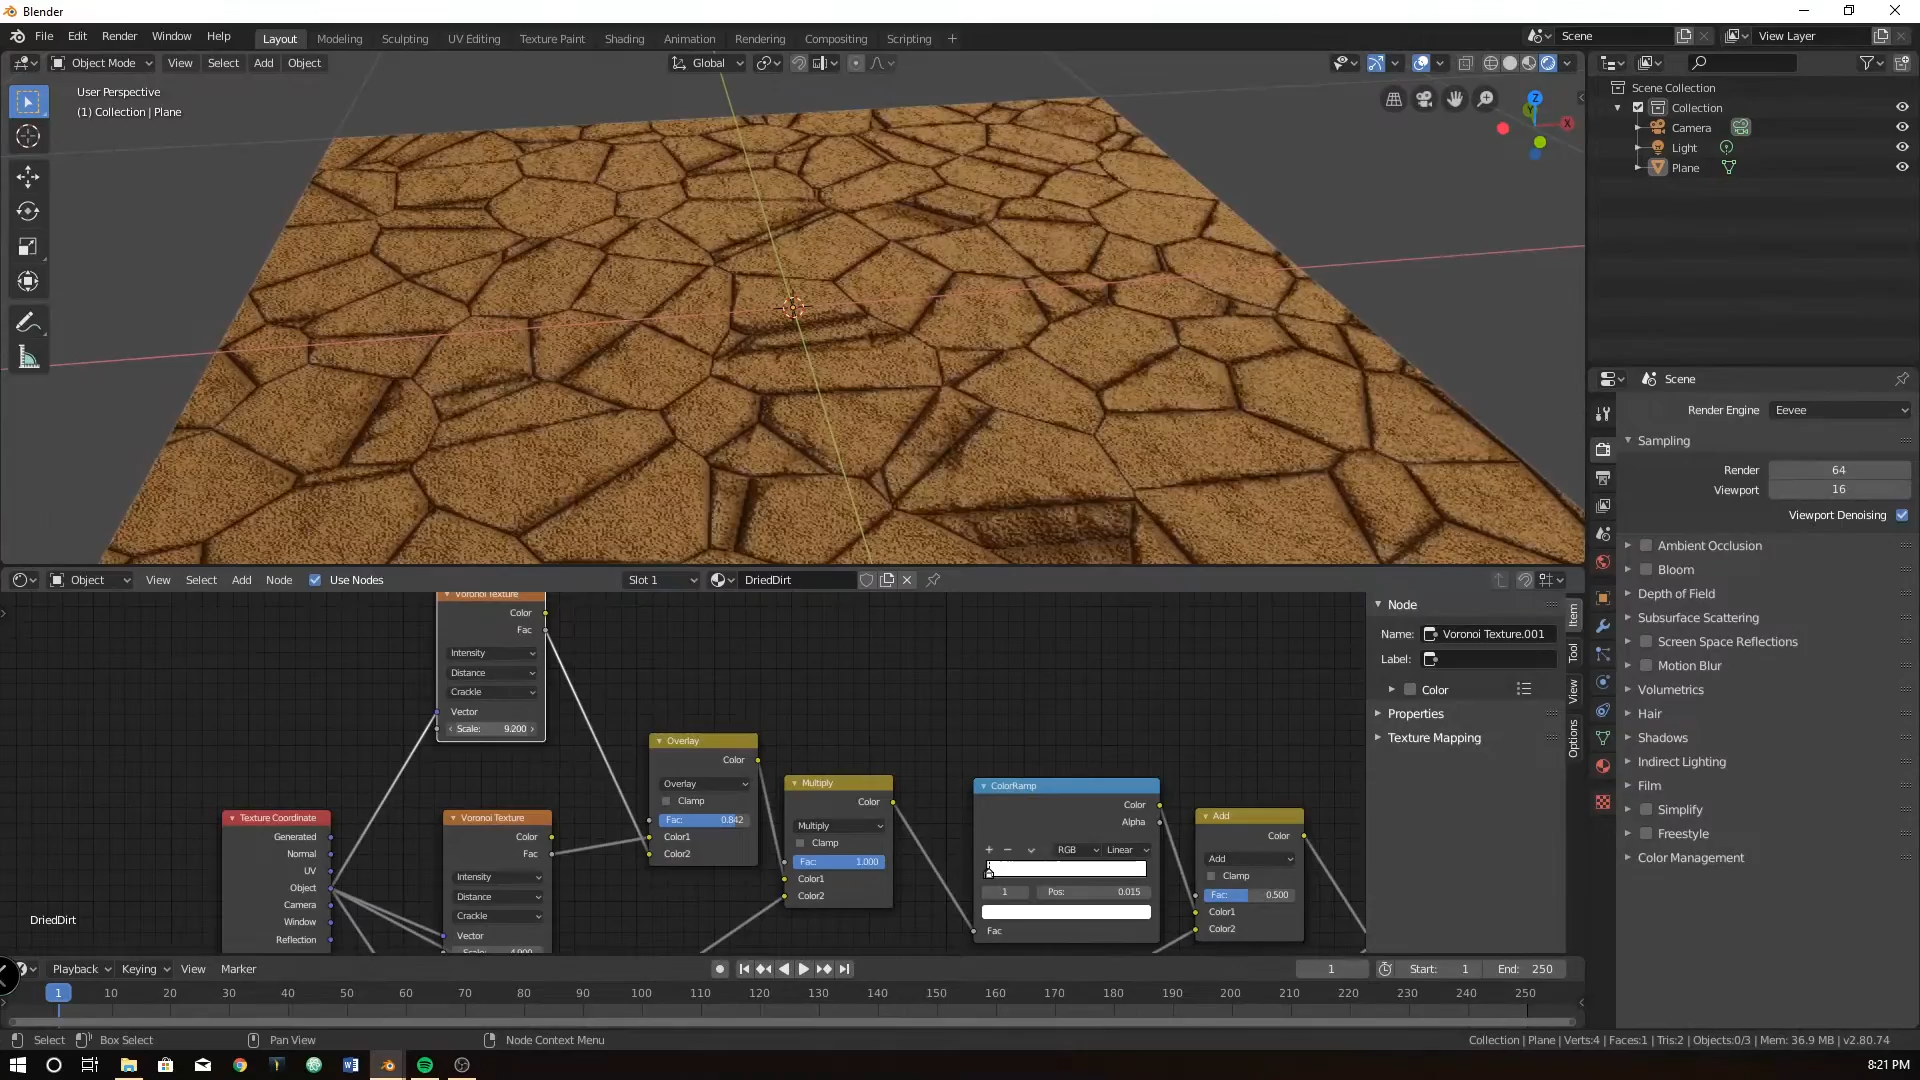 Blender
File Edit Render Window Help Layout Modeling Sculpting UV Editing Texture Paint Shading Animation Rendering Compositing Scripting + Scene View Layer
Object Mode View Select Add Object Global
User Perspective
(1) Collection | Plane
Z
Y
X
Scene Collection
Collection
Camera
Light
Plane
Scene
Render Engine Eevee
Sampling
Render 64
Viewport 16
Viewport Denoising
Ambient Occlusion
Bloom
Depth of Field
Subsurface Scattering
Screen Space Reflections
Motion Blur
Volumetrics
Hair
Shadows
Indirect Lighting
Film
Simplify
Freestyle
Color Management
Object View Select Add Node Use Nodes Slot 1 DriedDirt
Voronoi Texture
Color
Fac
Intensity
Distance
Crackle
Vector
Scale: 9.200
Texture Coordinate
Generated
Normal
UV
Object
Camera
Window
Reflection
Voronoi Texture
Color
Fac
Intensity
Distance
Crackle
Vector
Overlay
Color
Overlay
Clamp
Fac: 0.842
Color1
Color2
Multiply
Color
Multiply
Clamp
Fac: 1.000
Color1
Color2
ColorRamp
Color
Alpha
RGB Linear
1 Pos: 0.015
Fac
Add
Color
Add
Clamp
Fac: 0.500
Color1
Color2
Node
Name: Voronoi Texture.001
Label:
Color
Properties
Texture Mapping
Item
Tool
View
Options
DriedDirt
Playback Keying View Marker 1 Start: 1 End: 250
1 10 20 30 40 50 60 70 80 90 100 110 120 130 140 150 160 170 180 190 200 210 220 230 240 250
Select Box Select Pan View Node Context Menu Collection | Plane | Verts:4 | Faces:1 | Tris:2 | Objects:0/3 | Mem: 36.9 MB | v2.80.74
8:21 PM